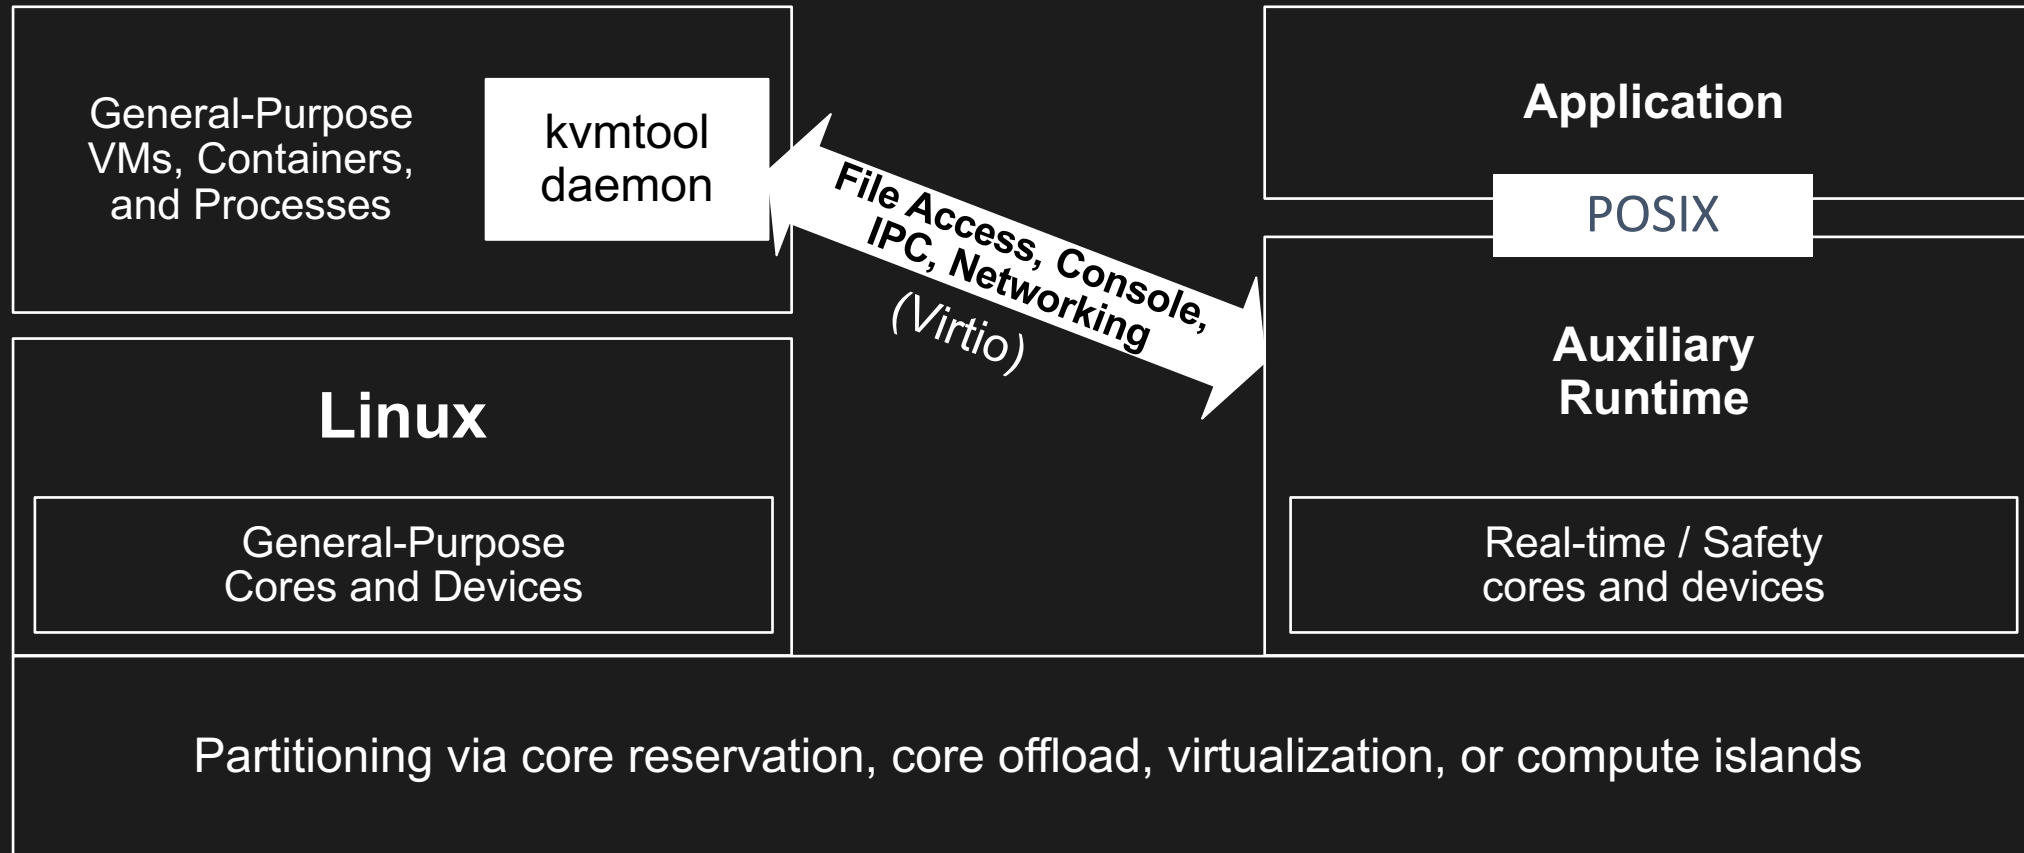 General-Purpose
VMs, Containers,
and Processes
kvmtool
daemon
File Access, Console,
IPC, Networking
(Virtio)
Application
POSIX
Auxiliary
Runtime
Linux
General-Purpose
Cores and Devices
Real-time / Safety
cores and devices
Partitioning via core reservation, core offload, virtualization, or compute islands